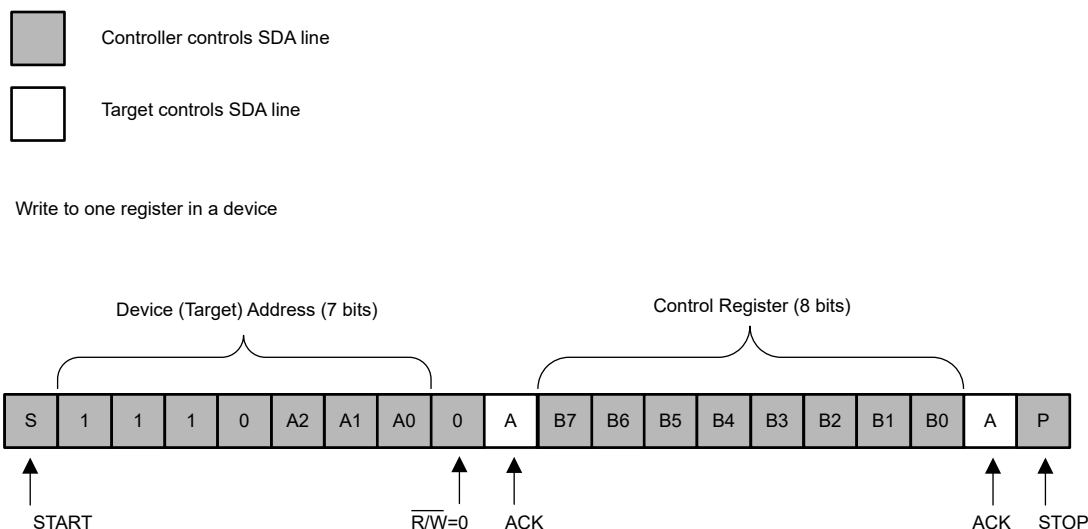 Controller controls SDA line
Target controls SDA line
Write to one register in a device
Device (Target) Address (7 bits) Control Register (8 bits)
S 1 1 1 0 A2 A1 A0 0 A B7 B6 B5 B4 B3 B2 B1 B0 A P
START R/W=0 ACK ACK STOP